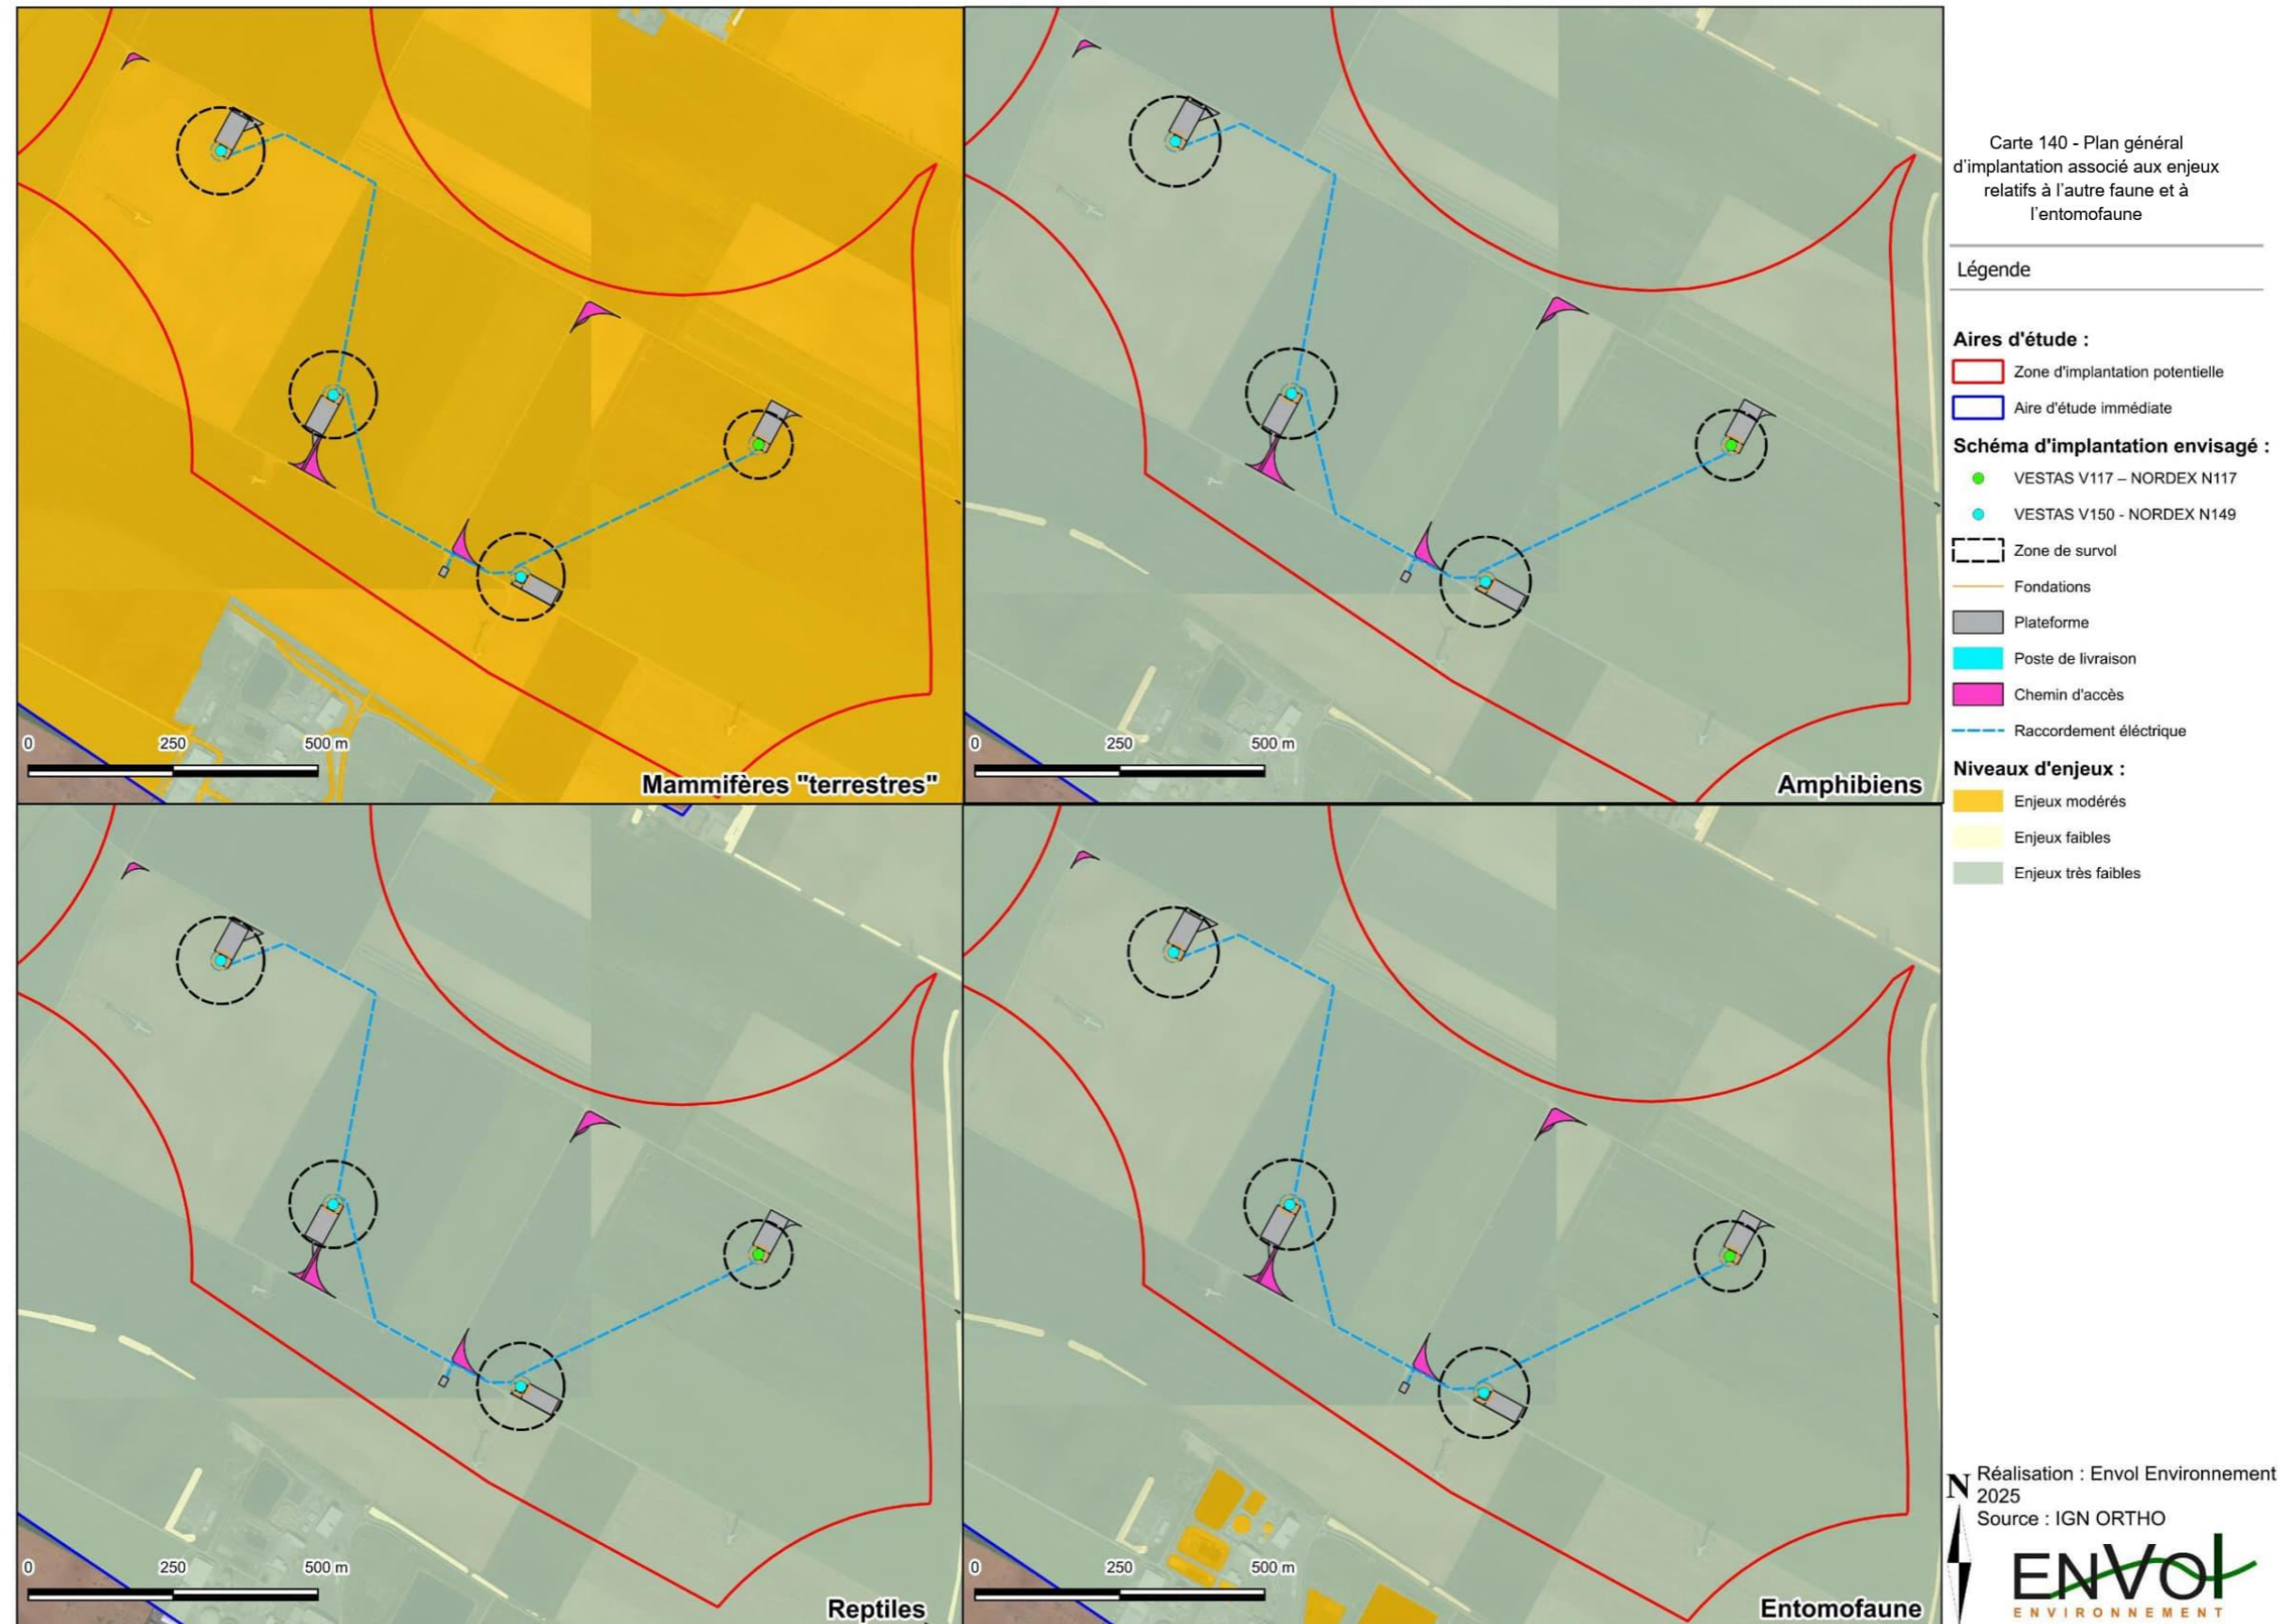 Carte 140 - Plan général
d'implantation associé aux enjeux
relatifs à l'autre faune et à
l'entomofaune
Légende
Aires d'étude :
Zone d'implantation potentielle
Aire d'étude immédiate
Schéma d'implantation envisagé :
VESTAS V117 – NORDEX N117
VESTAS V150 - NORDEX N149
Zone de survol
Fondations
Plateforme
Poste de livraison
Chemin d'accès
Raccordement éléctrique
Niveaux d'enjeux :
Enjeux modérés
Enjeux faibles
Enjeux très faibles
0 250 500 m
Mammifères "terrestres"
0 250 500 m
Amphibiens
0 250 500 m
Reptiles
0 250 500 m
Entomofaune
N
Réalisation : Envol Environnement
2025
Source : IGN ORTHO
ENVOl
ENVIRONNEMENT